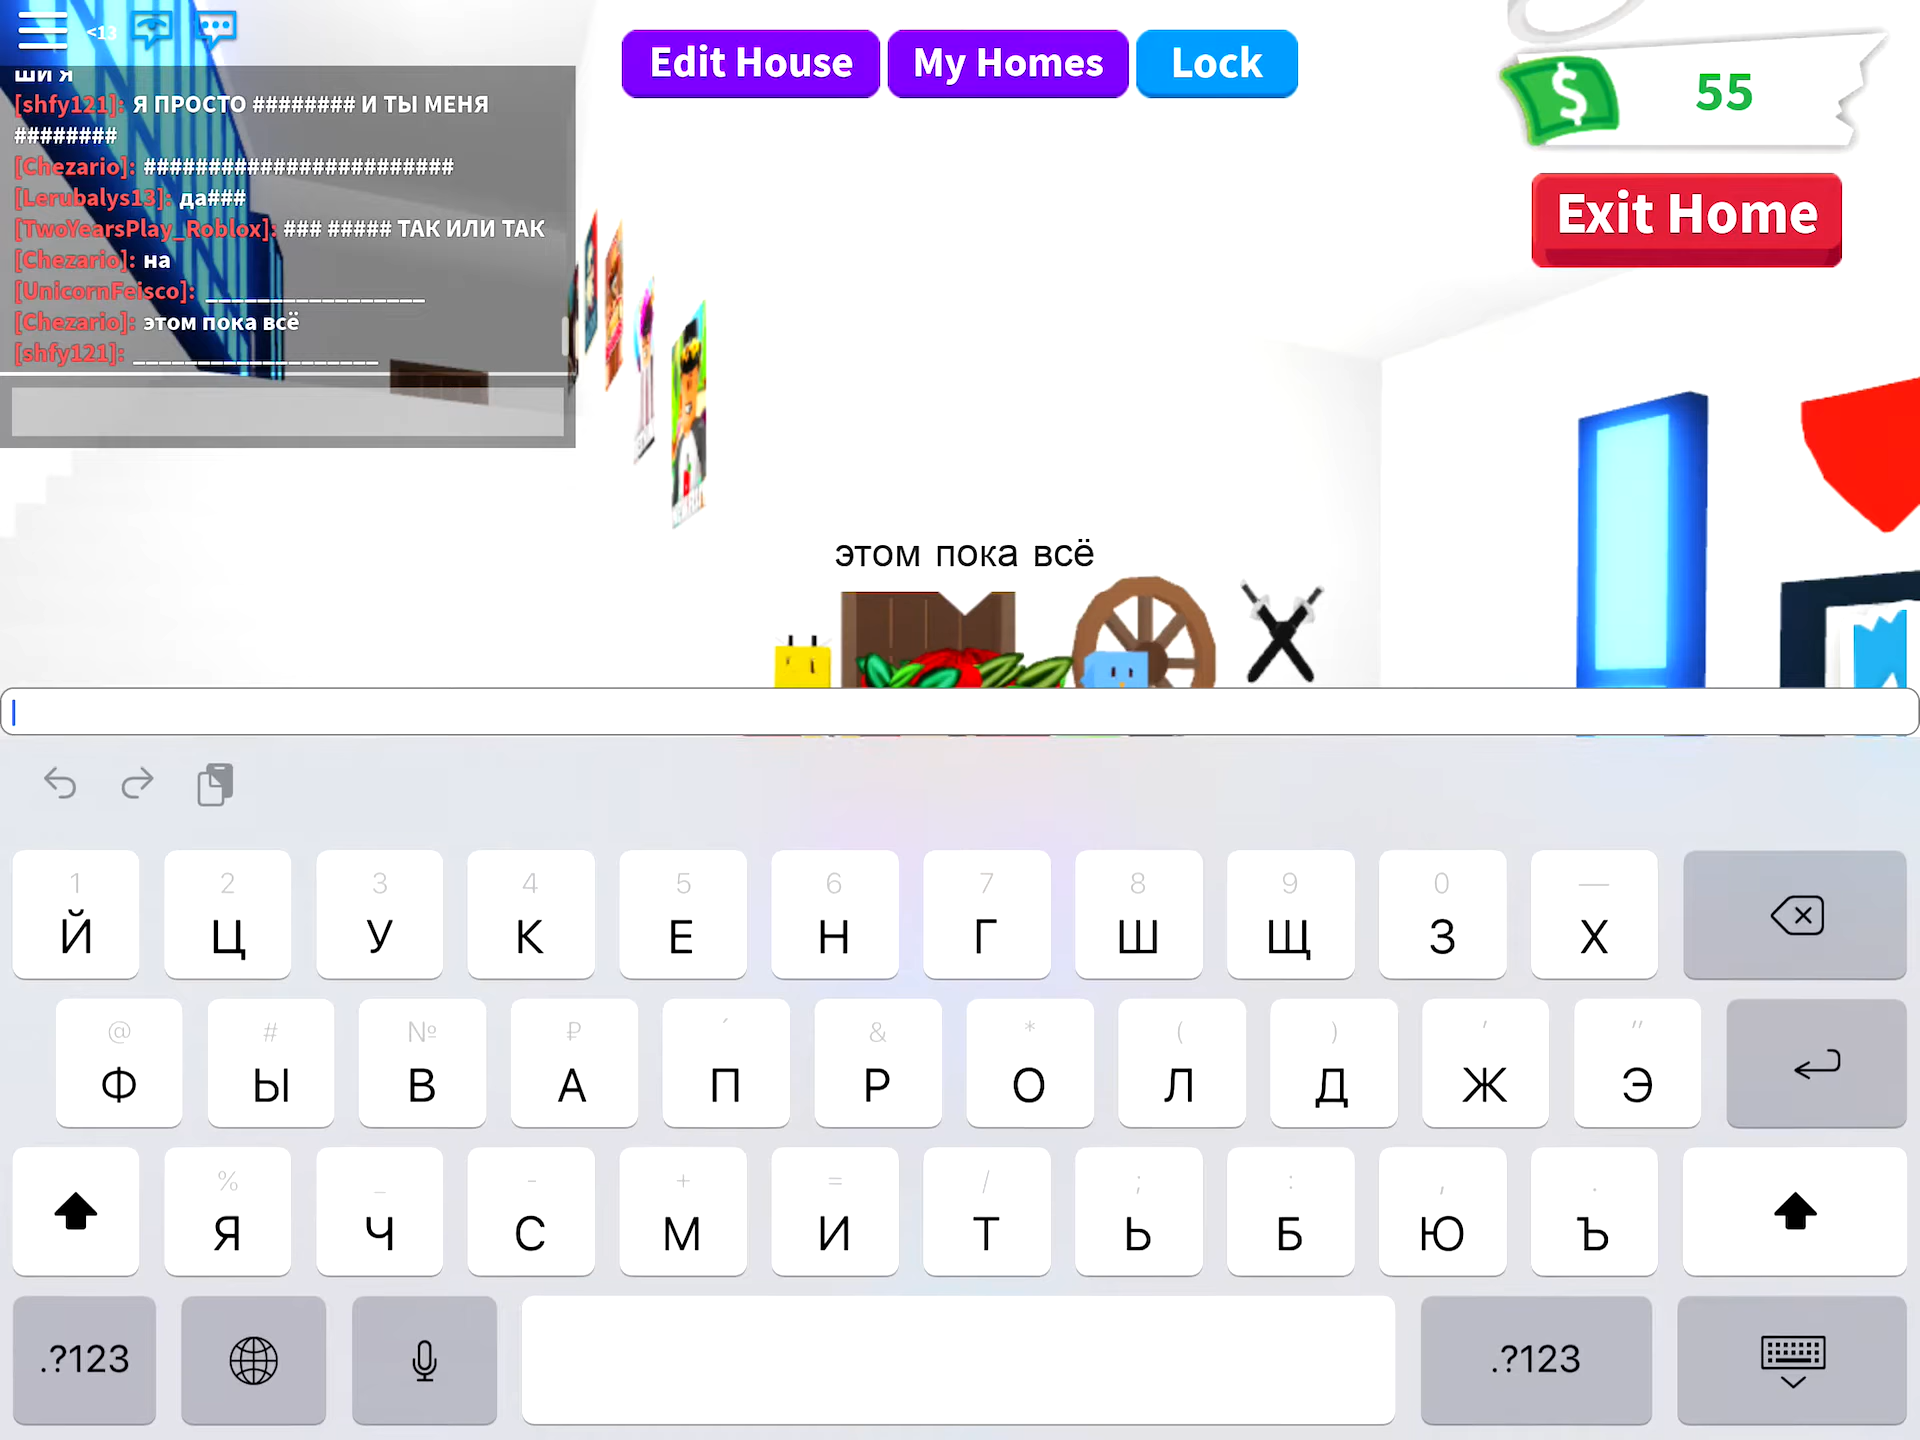 <13
ши я
[shfy121]: Я ПРОСТО ######## И ТЫ МЕНЯ
########
[Chezario]: ########################
[Lerubalys13]: да###
[TwoYearsPlay_Roblox]: ### ##### ТАК ИЛИ ТАК
[Chezario]: на
[UnicornFeisco]: _________________
[Chezario]: этом пока всё
[shfy121]: ___________________
Edit House
My Homes
Lock
$ 55
Exit Home
этом пока всё
1 2 3 4 5 6 7 8 9 0 —
Й Ц У К Е Н Г Ш Щ З Х
@ # № ₽ ´ & * ( ) ' "
Ф Ы В А П Р О Л Д Ж Э
% _ - + = / ; : , .
Я Ч С М И Т Ь Б Ю Ъ
.?123 .?123